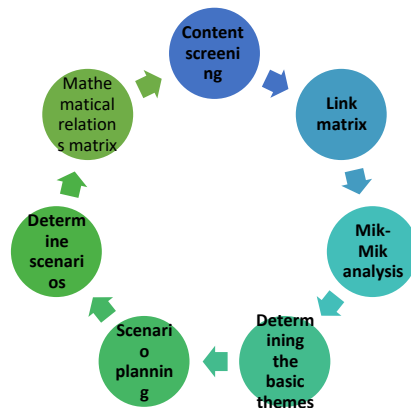 Content
screeni
ng
Link
matrix
Mik-
Mik
analysis
Determ
ining
the
basic
themes
Scenari
o
plannin
g
Determ
ine
scenari
os
Mathe
matical
relation
s matrix